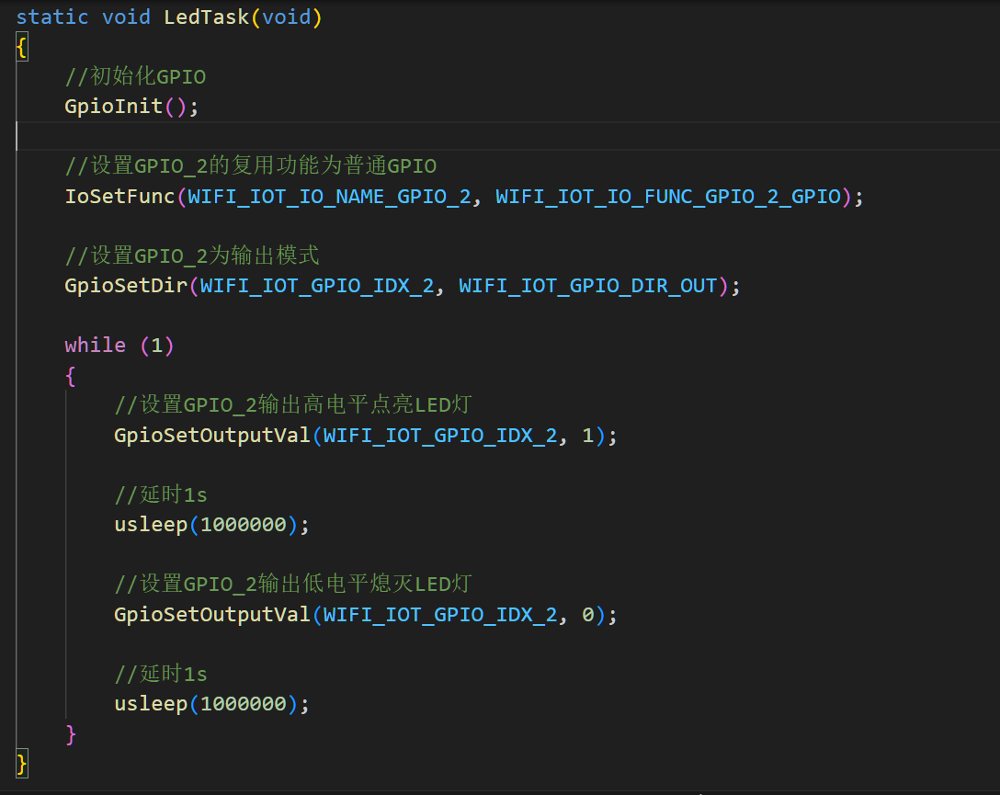 static void LedTask(void)
{
//初始化GPIO
GpioInit();
//设置GPIO_2的复用功能为普通GPIO
IoSetFunc(WIFI_IOT_IO_NAME_GPIO_2, WIFI_IOT_IO_FUNC_GPIO_2_GPIO);
//设置GPIO_2为输出模式
GpioSetDir(WIFI_IOT_GPIO_IDX_2, WIFI_IOT_GPIO_DIR_OUT);
while (1)
{
//设置GPIO_2输出高电平点亮LED灯
GpioSetOutputVal(WIFI_IOT_GPIO_IDX_2, 1);
//延时1s
usleep(1000000);
//设置GPIO_2输出低电平熄灭LED灯
GpioSetOutputVal(WIFI_IOT_GPIO_IDX_2, 0);
//延时1s
usleep(1000000);
}
}